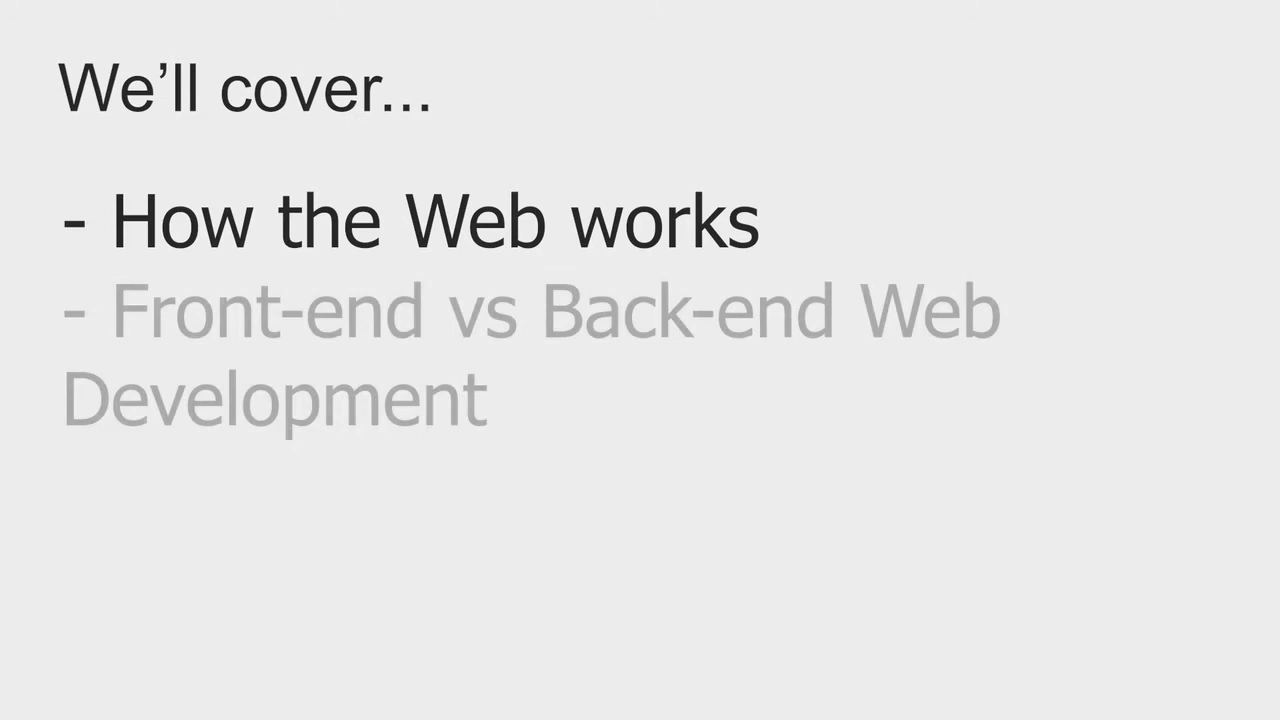 We’ll cover...
- How the Web works
- Front-end vs Back-end Web
Development